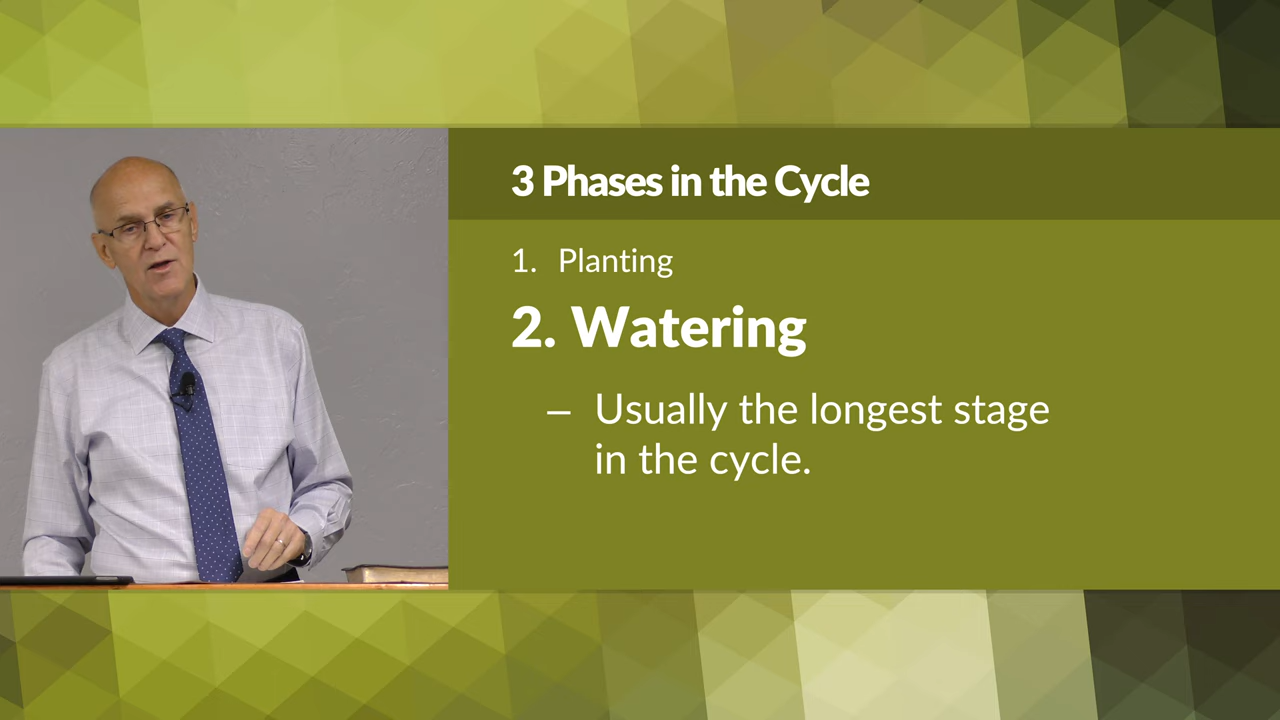 3 Phases in the Cycle
1. Planting
2. Watering
– Usually the longest stage
in the cycle.